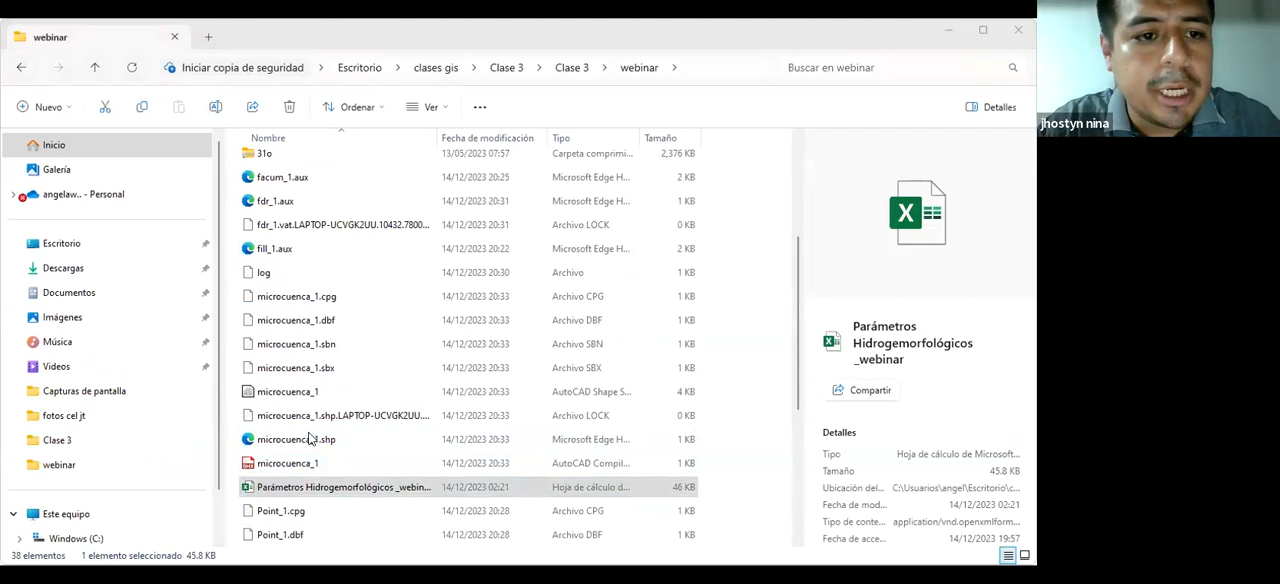 webinar
Iniciar copia de seguridad > Escritorio > clases gis > Clase 3 > Clase 3 > webinar >
Buscar en webinar
Nuevo
Ordenar
Ver
Detalles
jhostyn nina
Inicio
Galería
angelaw... - Personal
Escritorio
Descargas
Documentos
Imágenes
Música
Videos
Capturas de pantalla
fotos cel jt
Clase 3
webinar
Este equipo
Windows (C:)
Nombre Fecha de modificación Tipo Tamaño
31o 13/05/2023 07:57 Carpeta comprimi... 2,376 KB
facum_1.aux 14/12/2023 20:25 Microsoft Edge H... 2 KB
fdr_1.aux 14/12/2023 20:31 Microsoft Edge H... 1 KB
fdr_1.vat.LAPTOP-UCVGK2UU.10432.7800... 14/12/2023 20:31 Archivo LOCK 0 KB
fill_1.aux 14/12/2023 20:22 Microsoft Edge H... 2 KB
log 14/12/2023 20:30 Archivo 1 KB
microcuenca_1.cpg 14/12/2023 20:33 Archivo CPG 1 KB
microcuenca_1.dbf 14/12/2023 20:33 Archivo DBF 1 KB
microcuenca_1.sbn 14/12/2023 20:33 Archivo SBN 1 KB
microcuenca_1.sbx 14/12/2023 20:33 Archivo SBX 1 KB
microcuenca_1 14/12/2023 20:33 AutoCAD Shape S... 4 KB
microcuenca_1.shp.LAPTOP-UCVGK2UU.... 14/12/2023 20:33 Archivo LOCK 0 KB
microcuenca_1.shp 14/12/2023 20:33 Microsoft Edge H... 1 KB
microcuenca_1 14/12/2023 20:33 AutoCAD Compil... 1 KB
Parámetros Hidrogemorfológicos _webin... 14/12/2023 02:21 Hoja de cálculo d... 46 KB
Point_1.cpg 14/12/2023 20:28 Archivo CPG 1 KB
Point_1.dbf 14/12/2023 20:28 Archivo DBF 1 KB
Parámetros
Hidrogemorfológicos
_webinar
Compartir
Detalles
Tipo Hoja de cálculo de Microsoft...
Tamaño 45.8 KB
Ubicación del... C:\Usuarios\angel\Escritorio\c...
Fecha de mod... 14/12/2023 02:21
Tipo de conte... application/vnd.openxmlform...
Fecha de acce... 14/12/2023 19:57
38 elementos 1 elemento seleccionado 45.8 KB